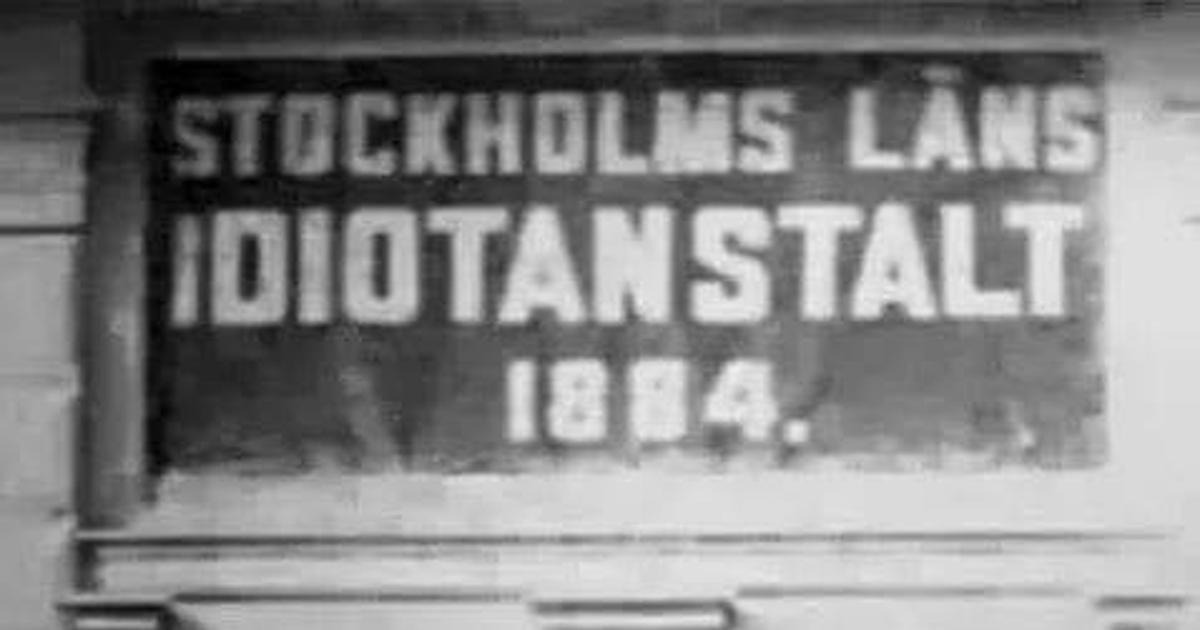 STOCKHOLMS LÄNS
IDIOTANSTALT
1884.